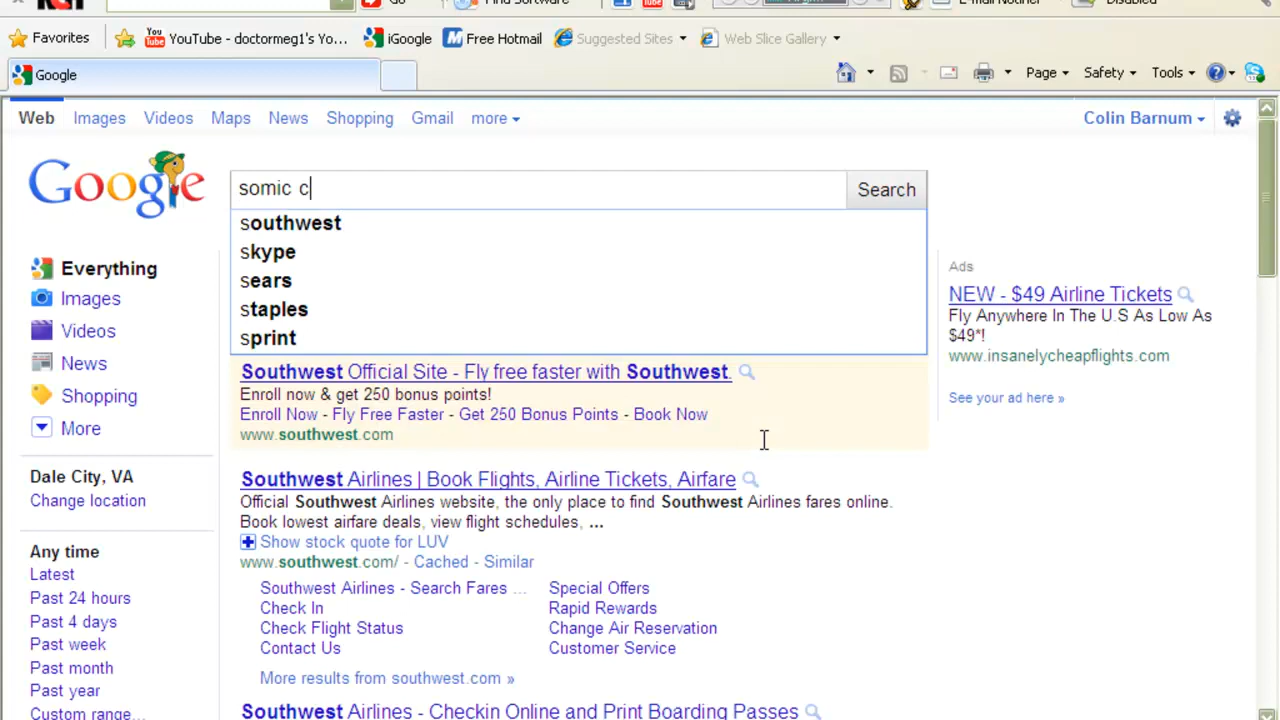 Go Find Software E-mail Notifier Disabled
Favorites YouTube - doctormeg1's Yo... iGoogle Free Hotmail Suggested Sites Web Slice Gallery
Google Page Safety Tools
Web Images Videos Maps News Shopping Gmail more Colin Barnum
Google somic c Search
southwest
skype
sears
staples
sprint
Everything
Images
Videos
News
Shopping
More
Dale City, VA
Change location
Any time
Latest
Past 24 hours
Past 4 days
Past week
Past month
Past year
Custom range...
Southwest Official Site - Fly free faster with Southwest.
Enroll now & get 250 bonus points!
Enroll Now - Fly Free Faster - Get 250 Bonus Points - Book Now
www.southwest.com
Southwest Airlines | Book Flights, Airline Tickets, Airfare
Official Southwest Airlines website, the only place to find Southwest Airlines fares online.
Book lowest airfare deals, view flight schedules, ...
Show stock quote for LUV
www.southwest.com/ - Cached - Similar
Southwest Airlines - Search Fares ... Special Offers
Check In Rapid Rewards
Check Flight Status Change Air Reservation
Contact Us Customer Service
More results from southwest.com »
Southwest Airlines - Checkin Online and Print Boarding Passes
Ads
NEW - $49 Airline Tickets
Fly Anywhere In The U.S As Low As
$49*!
www.insanelycheapflights.com
See your ad here »